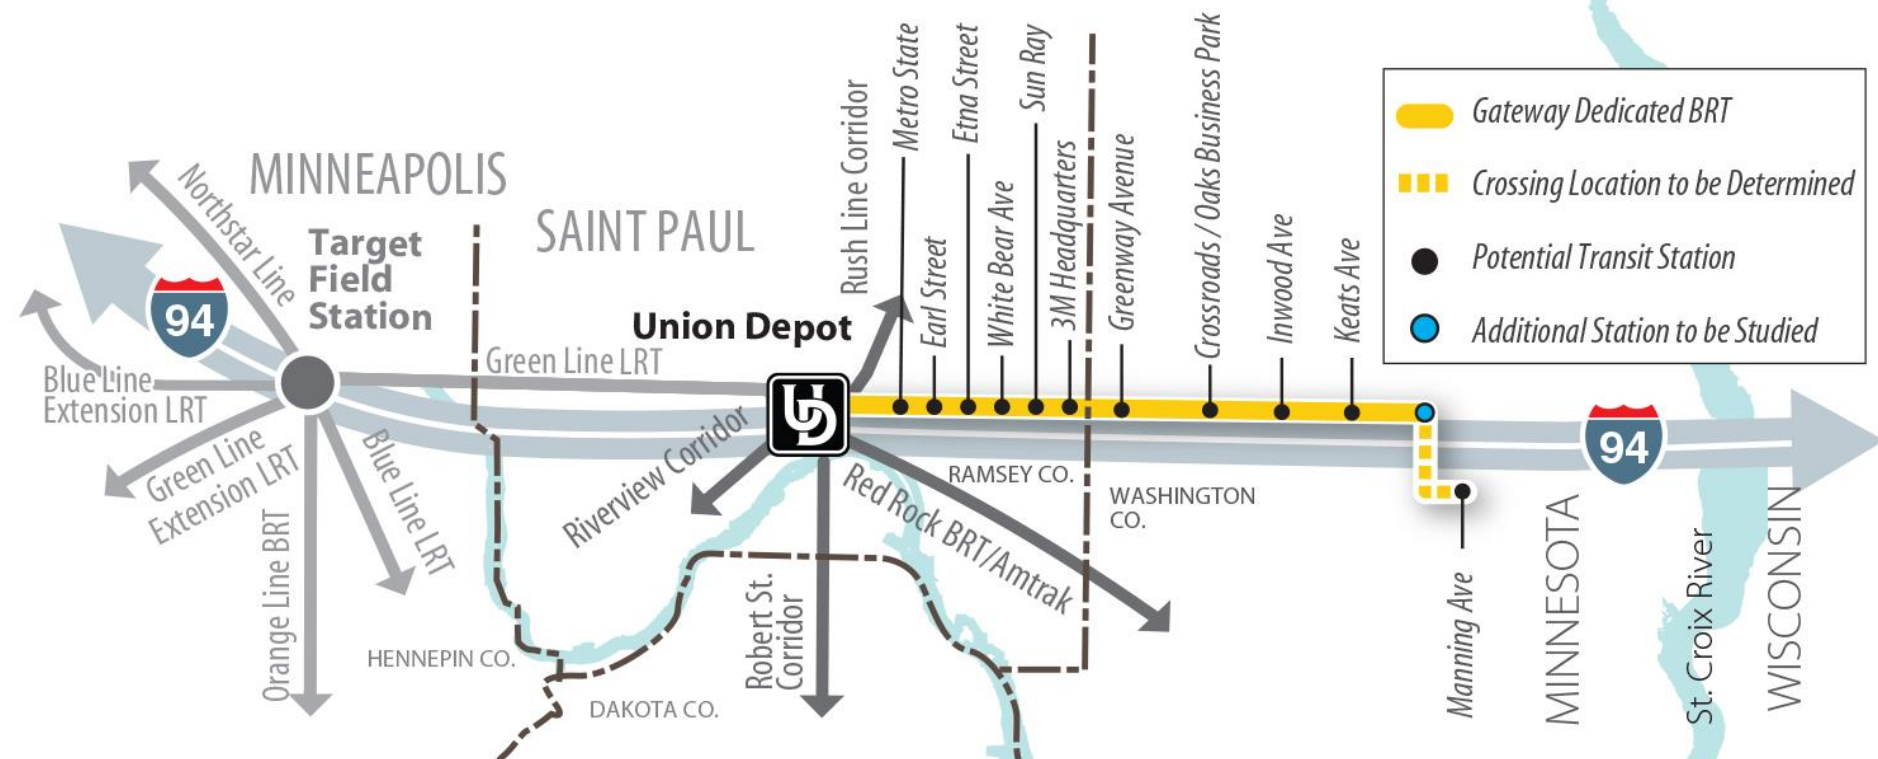 MINNEAPOLIS
SAINT PAUL
Northstar Line
Target
Field
Station
94
Blue Line
Extension LRT
Green Line
Extension LRT
Orange Line BRT
Blue Line LRT
Green Line LRT
Union Depot
UD
Rush Line Corridor
Riverview Corridor
Robert St.
Corridor
Red Rock BRT/Amtrak
HENNEPIN CO.
DAKOTA CO.
RAMSEY CO.
WASHINGTON
CO.
Metro State
Earl Street
Etna Street
White Bear Ave
Sun Ray
3M Headquarters
Greenway Avenue
Crossroads / Oaks Business Park
Inwood Ave
Keats Ave
Manning Ave
Gateway Dedicated BRT
Crossing Location to be Determined
Potential Transit Station
Additional Station to be Studied
94
MINNESOTA
St. Croix River
WISCONSIN